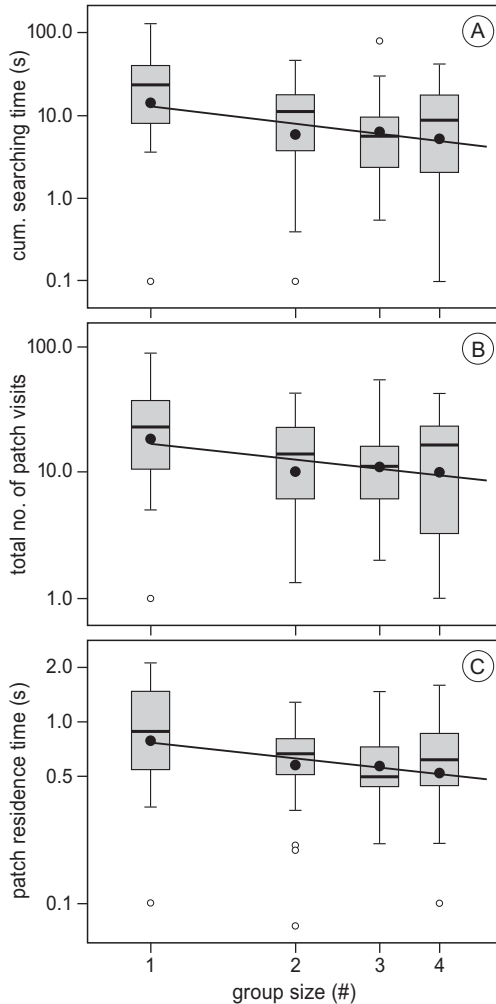 A
cum. searching time (s)
100.0
10.0
1.0
0.1
B
total no. of patch visits
100.0
10.0
1.0
C
patch residence time (s)
2.0
1.0
0.5
0.1
1 2 3 4
group size (#)